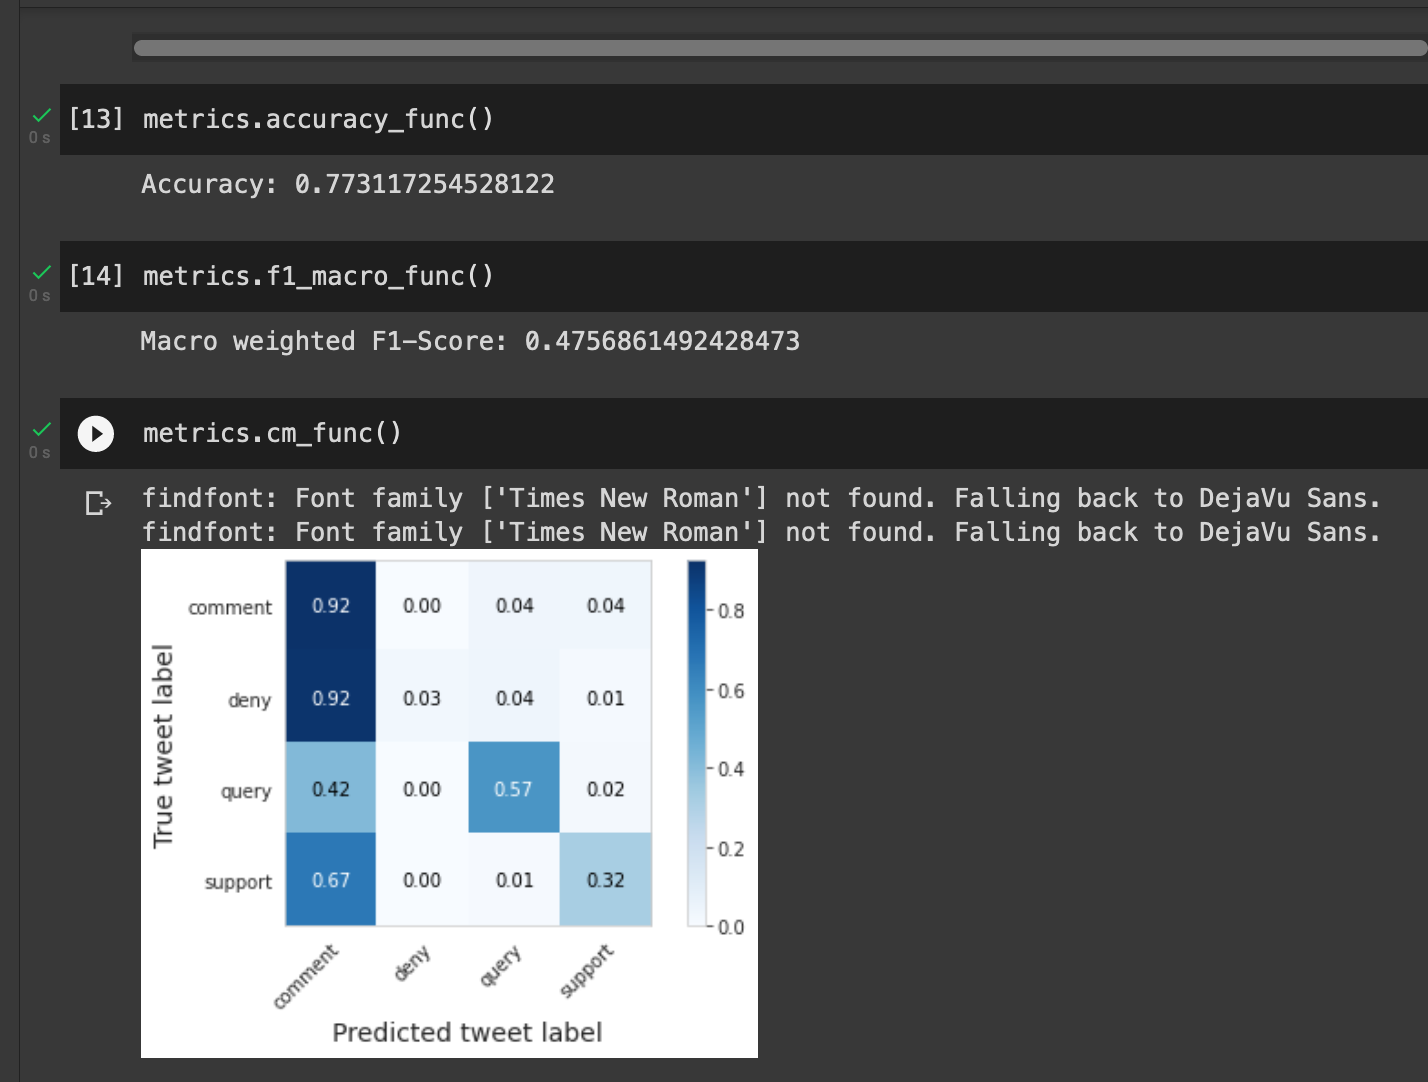 [13] metrics.accuracy_func()
0 s
Accuracy: 0.773117254528122
[14] metrics.f1_macro_func()
0 s
Macro weighted F1-Score: 0.4756861492428473
metrics.cm_func()
0 s
findfont: Font family ['Times New Roman'] not found. Falling back to DejaVu Sans.
findfont: Font family ['Times New Roman'] not found. Falling back to DejaVu Sans.
True tweet label
comment 0.92 0.00 0.04 0.04
deny 0.92 0.03 0.04 0.01
query 0.42 0.00 0.57 0.02
support 0.67 0.00 0.01 0.32
comment deny query support
Predicted tweet label
0.8
0.6
0.4
0.2
0.0